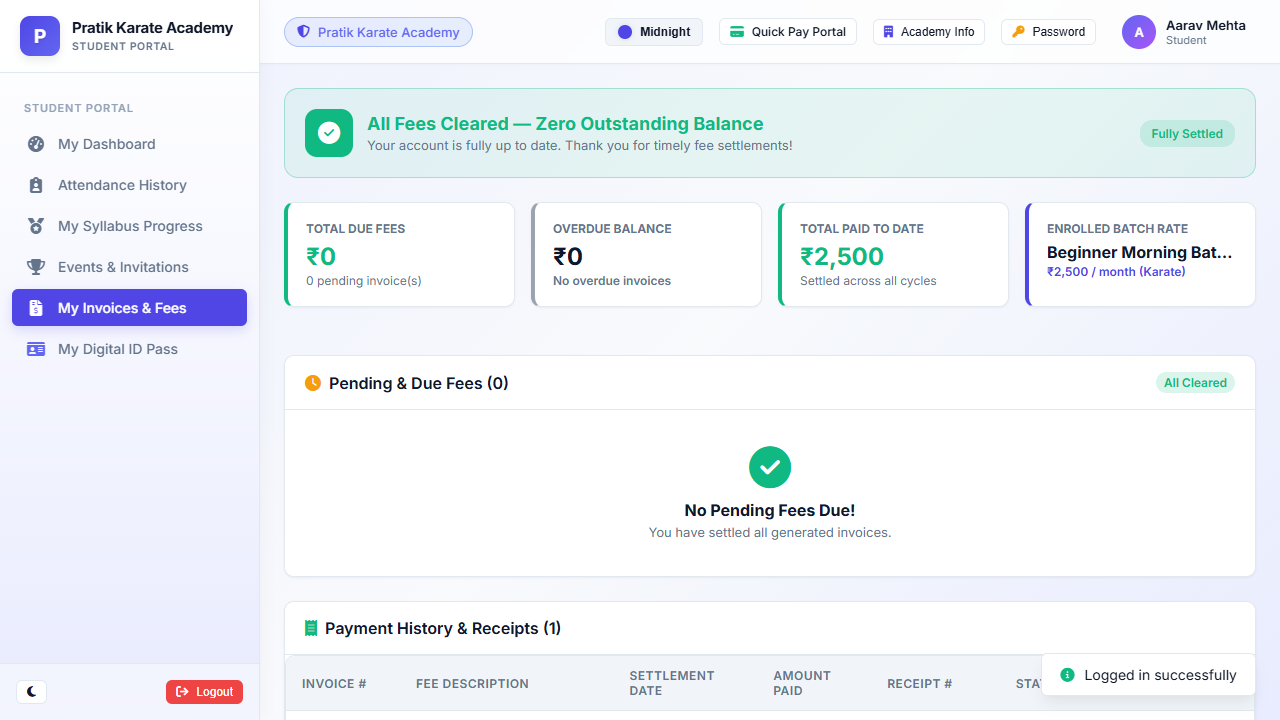 P
Pratik Karate Academy
STUDENT PORTAL
Pratik Karate Academy
Midnight
Quick Pay Portal
Academy Info
Password
A
Aarav Mehta
Student
STUDENT PORTAL
My Dashboard
Attendance History
My Syllabus Progress
Events & Invitations
My Invoices & Fees
My Digital ID Pass
Logout
All Fees Cleared — Zero Outstanding Balance
Your account is fully up to date. Thank you for timely fee settlements!
Fully Settled
TOTAL DUE FEES
₹0
0 pending invoice(s)
OVERDUE BALANCE
₹0
No overdue invoices
TOTAL PAID TO DATE
₹2,500
Settled across all cycles
ENROLLED BATCH RATE
Beginner Morning Bat...
₹2,500 / month (Karate)
Pending & Due Fees (0)
All Cleared
No Pending Fees Due!
You have settled all generated invoices.
Payment History & Receipts (1)
INVOICE #
FEE DESCRIPTION
SETTLEMENT
DATE
AMOUNT
PAID
RECEIPT #
Logged in successfully